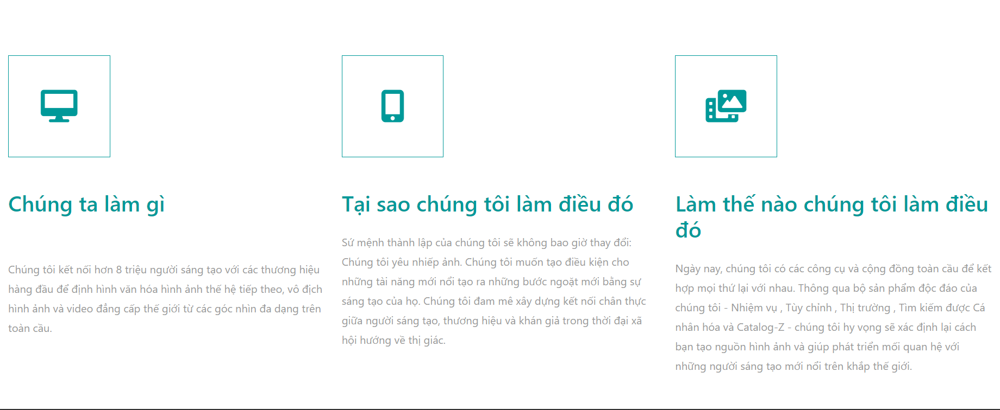 Chúng ta làm gì
Chúng tôi kết nối hơn 8 triệu người sáng tạo với các thương hiệu
hàng đầu để định hình văn hóa hình ảnh thế hệ tiếp theo, vô địch
hình ảnh và video đẳng cấp thế giới từ các góc nhìn đa dạng trên
toàn cầu.
Tại sao chúng tôi làm điều đó
Sứ mệnh thành lập của chúng tôi sẽ không bao giờ thay đổi:
Chúng tôi yêu nhiếp ảnh. Chúng tôi muốn tạo điều kiện cho
những tài năng mới nổi tạo ra những bước ngoặt mới bằng sự
sáng tạo của họ. Chúng tôi đam mê xây dựng kết nối chân thực
giữa người sáng tạo, thương hiệu và khán giả trong thời đại xã
hội hướng về thị giác.
Làm thế nào chúng tôi làm điều
đó
Ngày nay, chúng tôi có các công cụ và cộng đồng toàn cầu để kết
hợp mọi thứ lại với nhau. Thông qua bộ sản phẩm độc đáo của
chúng tôi - Nhiệm vụ , Tùy chỉnh , Thị trường , Tìm kiếm được Cá
nhân hóa và Catalog-Z - chúng tôi hy vọng sẽ xác định lại cách
bạn tạo nguồn hình ảnh và giúp phát triển mối quan hệ với
những người sáng tạo mới nổi trên khắp thế giới.